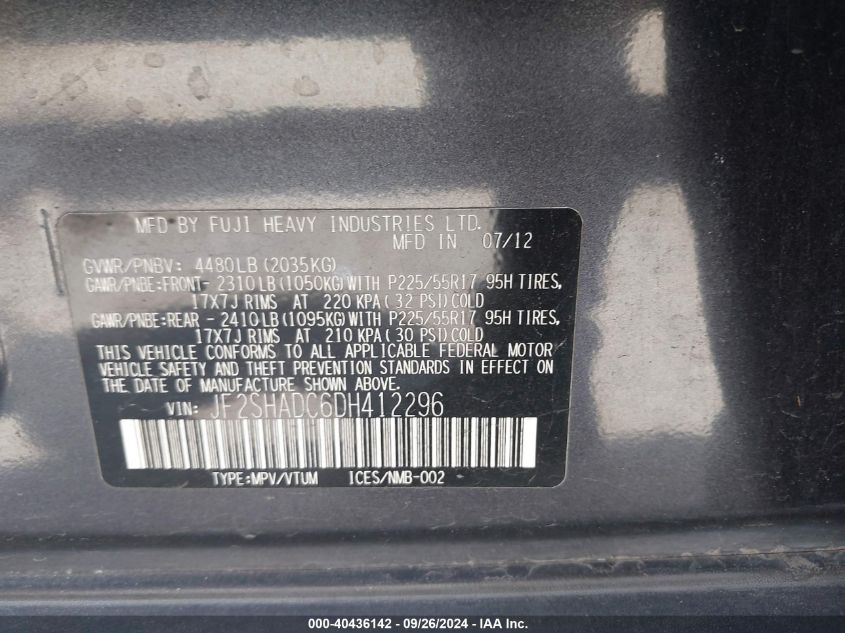 MFD BY FUJI HEAVY INDUSTRIES LTD.
MFD IN 07/12
GVWR/PNBV: 4480LB(2035KG)
GAWR/PNBE:FRONT- 2310LB(1050KG)WITH P225/55R17 95H TIRES,
17X7J RIMS AT 220 KPA(32 PSI)COLD
GAWR/PNBE:REAR - 2410LB(1095KG)WITH P225/55R17 95H TIRES,
17X7J RIMS AT 210 KPA(30 PSI)COLD
THIS VEHICLE CONFORMS TO ALL APPLICABLE FEDERAL MOTOR
VEHICLE SAFETY AND THEFT PREVENTION STANDARDS IN EFFECT
ON THE DATE OF MANUFACTURE SHOWN ABOVE.
VIN: JF2SHADC6DH412296
TYPE:MPV/VTUM ICES/NMB-002
000-40436142 - 09/26/2024 - Copart, Inc.